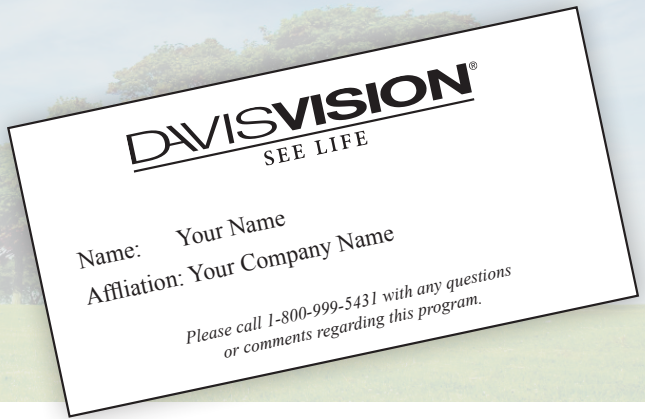 DAVISVISION®
SEE LIFE
Name: Your Name
Affliation: Your Company Name
Please call 1-800-999-5431 with any questions
or comments regarding this program.